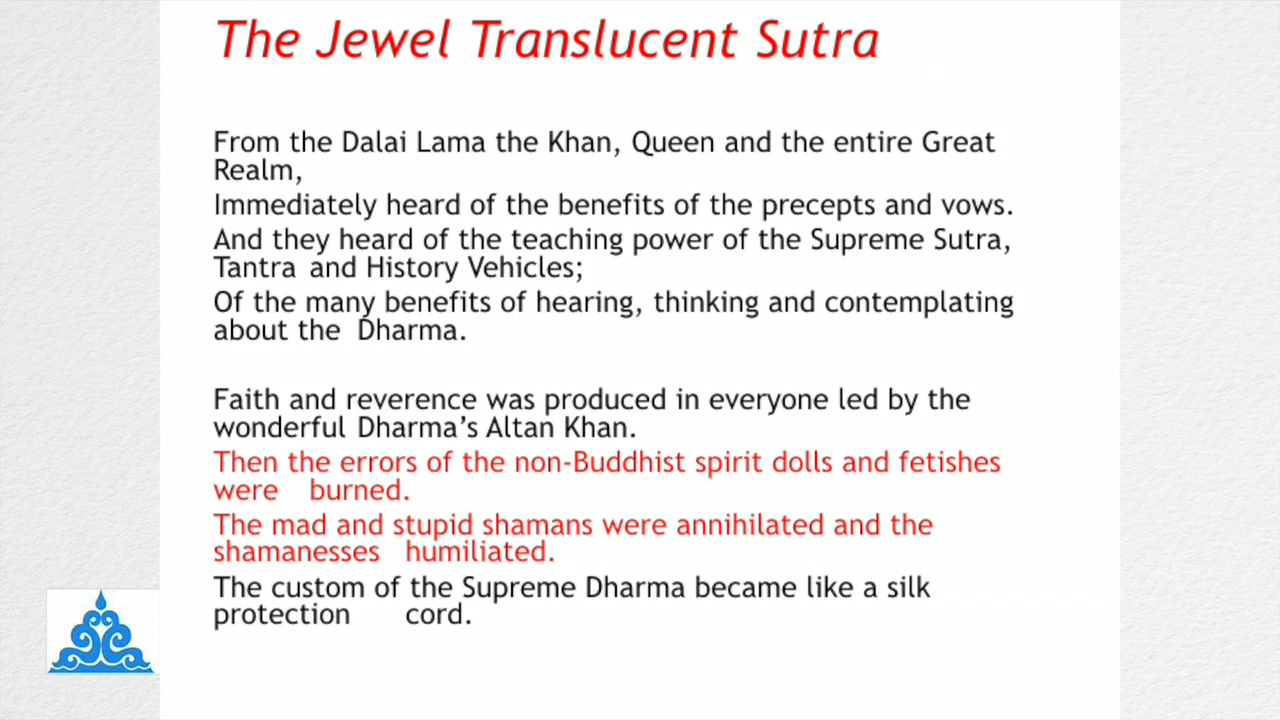 The Jewel Translucent Sutra
From the Dalai Lama the Khan, Queen and the entire Great
Realm,
Immediately heard of the benefits of the precepts and vows.
And they heard of the teaching power of the Supreme Sutra,
Tantra and History Vehicles;
Of the many benefits of hearing, thinking and contemplating
about the Dharma.
Faith and reverence was produced in everyone led by the
wonderful Dharma’s Altan Khan.
Then the errors of the non-Buddhist spirit dolls and fetishes
were burned.
The mad and stupid shamans were annihilated and the
shamanesses humiliated.
The custom of the Supreme Dharma became like a silk
protection cord.